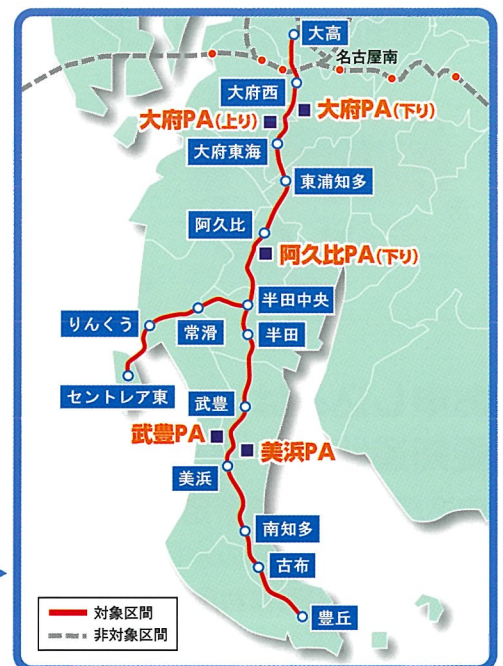 大高
名古屋南
大府西
大府PA(上り)
大府PA(下り)
大府東海
東浦知多
阿久比
阿久比PA(下り)
半田中央
りんくう
常滑
半田
セントレア東
武豊
武豊PA
美浜PA
美浜
南知多
古布
豊丘
対象区間
非対象区間